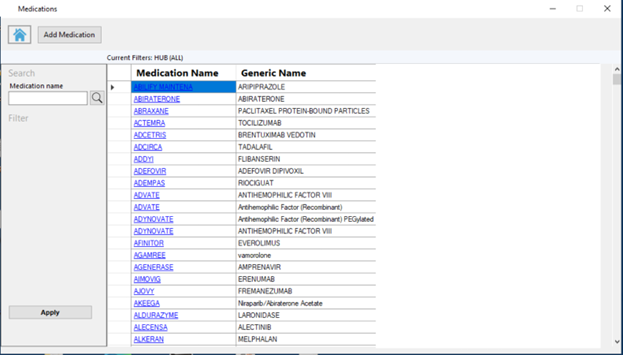 Medications
Add Medication
Current Filters: HUB (ALL)
Search
Medication name
Filter
Apply
Medication Name Generic Name
ABILIFY MAINTENA ARIPIPRAZOLE
ABIRATERONE ABIRATERONE
ABRAXANE PACLITAXEL PROTEIN-BOUND PARTICLES
ACTEMRA TOCILIZUMAB
ADCETRIS BRENTUXIMAB VEDOTIN
ADCIRCA TADALAFIL
ADDYI FLIBANSERIN
ADEFOVIR ADEFOVIR DIPIVOXIL
ADEMPAS RIOCIGUAT
ADVATE ANTIHEMOPHILIC FACTOR VIII
ADVATE Antihemophilic Factor (Recombinant)
ADYNOVATE Antihemophilic Factor (Recombinant) PEGylated
ADYNOVATE ANTIHEMOPHILIC FACTOR VIII
AFINITOR EVEROLIMUS
AGAMREE vamorolone
AGENERASE AMPRENAVIR
AIMOVIG ERENUMAB
AJOVY FREMANEZUMAB
AKEEGA Niraparib/Abiraterone Acetate
ALDURAZYME LARONIDASE
ALECENSA ALECTINIB
ALKERAN MELPHALAN